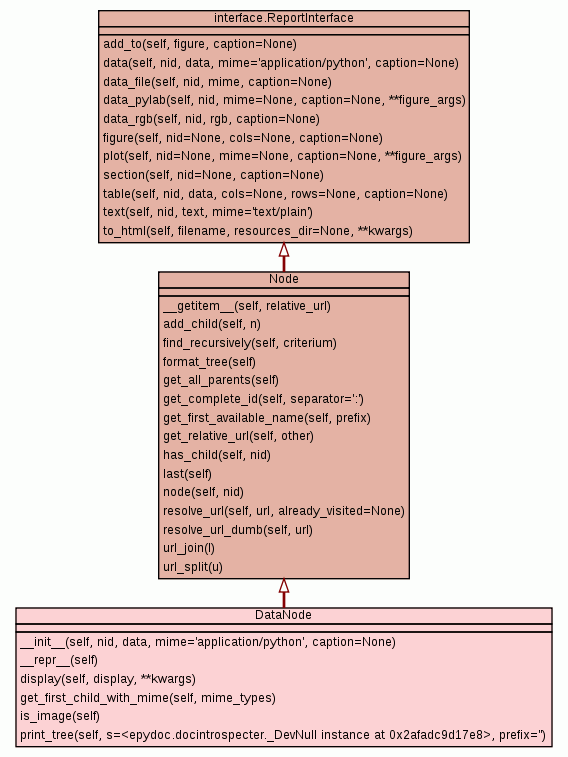 interface.ReportInterface
add_to(self, figure, caption=None)
data(self, nid, data, mime='application/python', caption=None)
data_file(self, nid, mime, caption=None)
data_pylab(self, nid, mime=None, caption=None, **figure_args)
data_rgb(self, nid, rgb, caption=None)
figure(self, nid=None, cols=None, caption=None)
plot(self, nid=None, mime=None, caption=None, **figure_args)
section(self, nid=None, caption=None)
table(self, nid, data, cols=None, rows=None, caption=None)
text(self, nid, text, mime='text/plain')
to_html(self, filename, resources_dir=None, **kwargs)
Node
__getitem__(self, relative_url)
add_child(self, n)
find_recursively(self, criterium)
format_tree(self)
get_all_parents(self)
get_complete_id(self, separator=':')
get_first_available_name(self, prefix)
get_relative_url(self, other)
has_child(self, nid)
last(self)
node(self, nid)
resolve_url(self, url, already_visited=None)
resolve_url_dumb(self, url)
url_join(l)
url_split(u)
DataNode
__init__(self, nid, data, mime='application/python', caption=None)
__repr__(self)
display(self, display, **kwargs)
get_first_child_with_mime(self, mime_types)
is_image(self)
print_tree(self, s=<epydoc.docintrospecter._DevNull instance at 0x2afadc9d17e8>, prefix='')